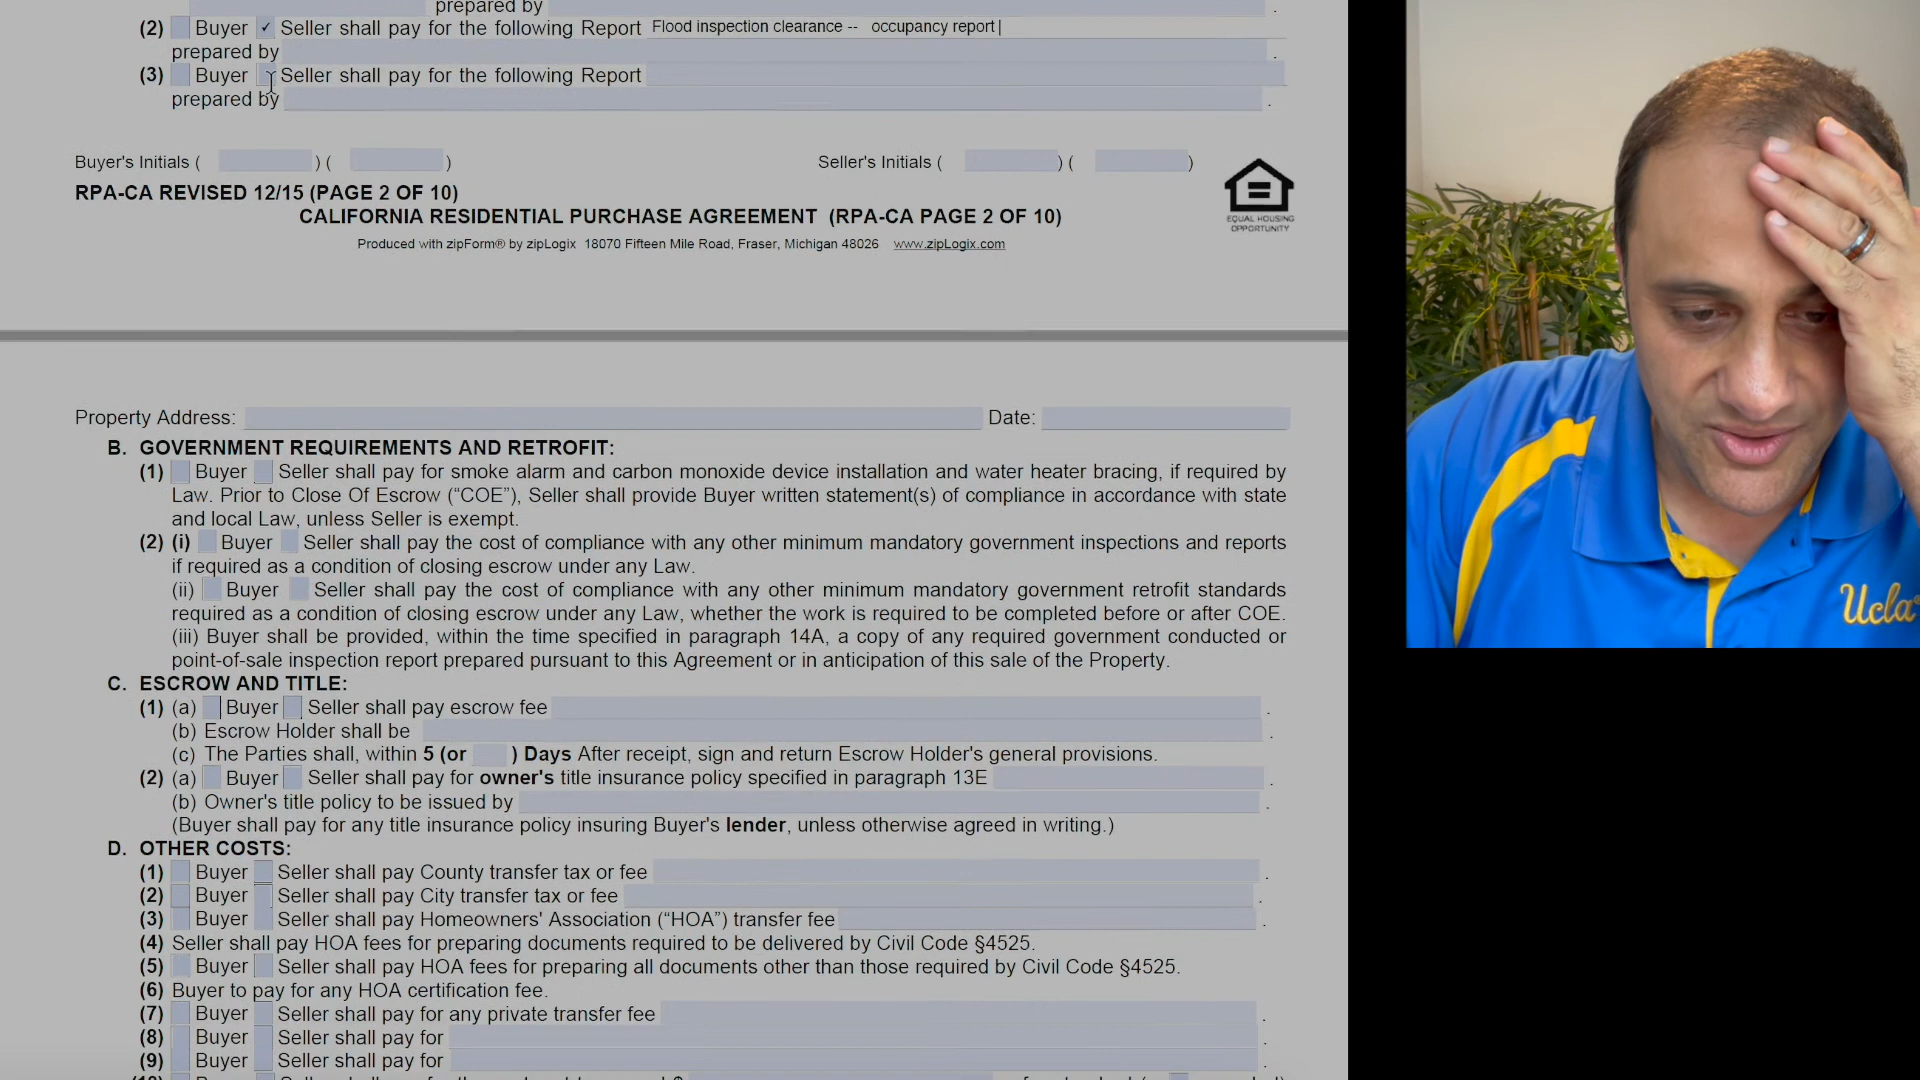 prepared by .
(2) Buyer ✓ Seller shall pay for the following Report Flood inspection clearance -- occupancy report
prepared by .
(3) Buyer Seller shall pay for the following Report
prepared by .
Buyer's Initials ( ) ( ) Seller's Initials ( ) ( )
RPA-CA REVISED 12/15 (PAGE 2 OF 10)
CALIFORNIA RESIDENTIAL PURCHASE AGREEMENT (RPA-CA PAGE 2 OF 10)
EQUAL HOUSING
OPPORTUNITY
Produced with zipForm® by zipLogix 18070 Fifteen Mile Road, Fraser, Michigan 48026 www.zipLogix.com
Property Address: Date:
B. GOVERNMENT REQUIREMENTS AND RETROFIT:
(1) Buyer Seller shall pay for smoke alarm and carbon monoxide device installation and water heater bracing, if required by
Law. Prior to Close Of Escrow (“COE”), Seller shall provide Buyer written statement(s) of compliance in accordance with state
and local Law, unless Seller is exempt.
(2) (i) Buyer Seller shall pay the cost of compliance with any other minimum mandatory government inspections and reports
if required as a condition of closing escrow under any Law.
(ii) Buyer Seller shall pay the cost of compliance with any other minimum mandatory government retrofit standards
required as a condition of closing escrow under any Law, whether the work is required to be completed before or after COE.
(iii) Buyer shall be provided, within the time specified in paragraph 14A, a copy of any required government conducted or
point-of-sale inspection report prepared pursuant to this Agreement or in anticipation of this sale of the Property.
C. ESCROW AND TITLE:
(1) (a) Buyer Seller shall pay escrow fee .
(b) Escrow Holder shall be .
(c) The Parties shall, within 5 (or ) Days After receipt, sign and return Escrow Holder's general provisions.
(2) (a) Buyer Seller shall pay for owner's title insurance policy specified in paragraph 13E .
(b) Owner's title policy to be issued by .
(Buyer shall pay for any title insurance policy insuring Buyer's lender, unless otherwise agreed in writing.)
D. OTHER COSTS:
(1) Buyer Seller shall pay County transfer tax or fee .
(2) Buyer Seller shall pay City transfer tax or fee .
(3) Buyer Seller shall pay Homeowners' Association (“HOA”) transfer fee .
(4) Seller shall pay HOA fees for preparing documents required to be delivered by Civil Code §4525.
(5) Buyer Seller shall pay HOA fees for preparing all documents other than those required by Civil Code §4525.
(6) Buyer to pay for any HOA certification fee.
(7) Buyer Seller shall pay for any private transfer fee .
(8) Buyer Seller shall pay for .
(9) Buyer Seller shall pay for .
Ucla